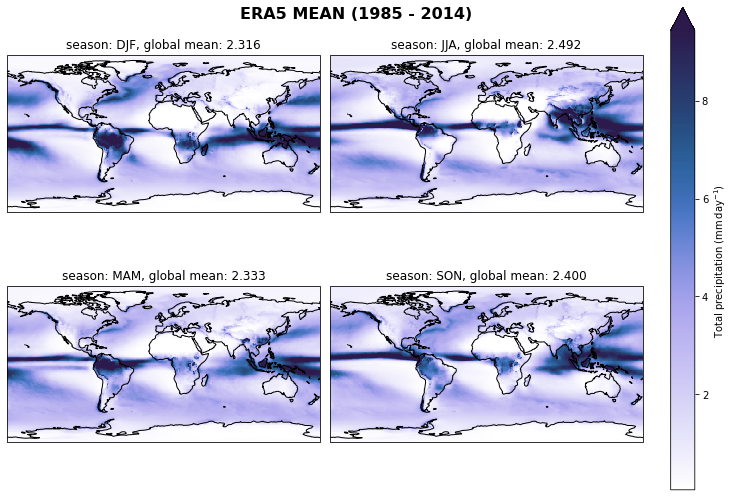 ERA5 MEAN (1985 - 2014)
season: DJF, global mean: 2.316
season: JJA, global mean: 2.492
season: MAM, global mean: 2.333
season: SON, global mean: 2.400
8
6
4
2
Total precipitation (mm day⁻¹)